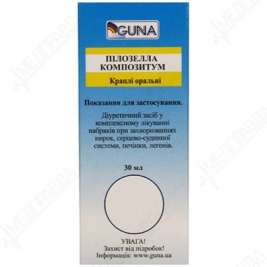 GUNA
ПІЛОЗЕЛЛА
КОМПОЗИТУМ
Краплі оральні
Показання для застосування.
Діуретичний засіб у
комплексному лікуванні
набряків при захворюваннях
нирок, серцево-судинної
системи, печінки, легенів.
30 мл
УВАГА!
Захист від підробок!
Інформація: www.guna.ua